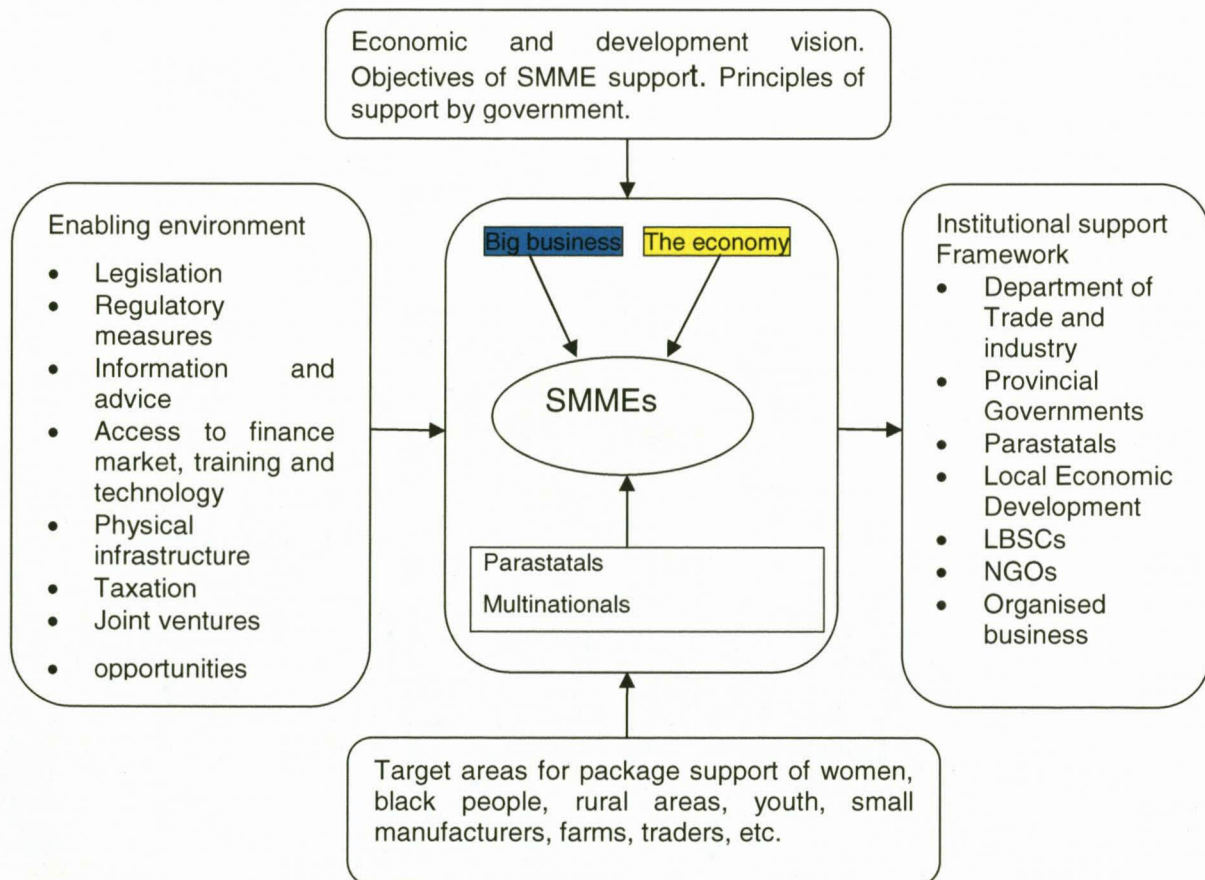 Economic and development vision.
Objectives of SMME support. Principles of
support by government.
Enabling environment
• Legislation
• Regulatory
measures
• Information and
advice
• Access to finance
market, training and
technology
• Physical
infrastructure
• Taxation
• Joint ventures
• opportunities
Big business
The economy
SMMEs
Parastatals
Multinationals
Institutional support
Framework
• Department of
Trade and
industry
• Provincial
Governments
• Parastatals
• Local Economic
Development
• LBSCs
• NGOs
• Organised
business
Target areas for package support of women,
black people, rural areas, youth, small
manufacturers, farms, traders, etc.